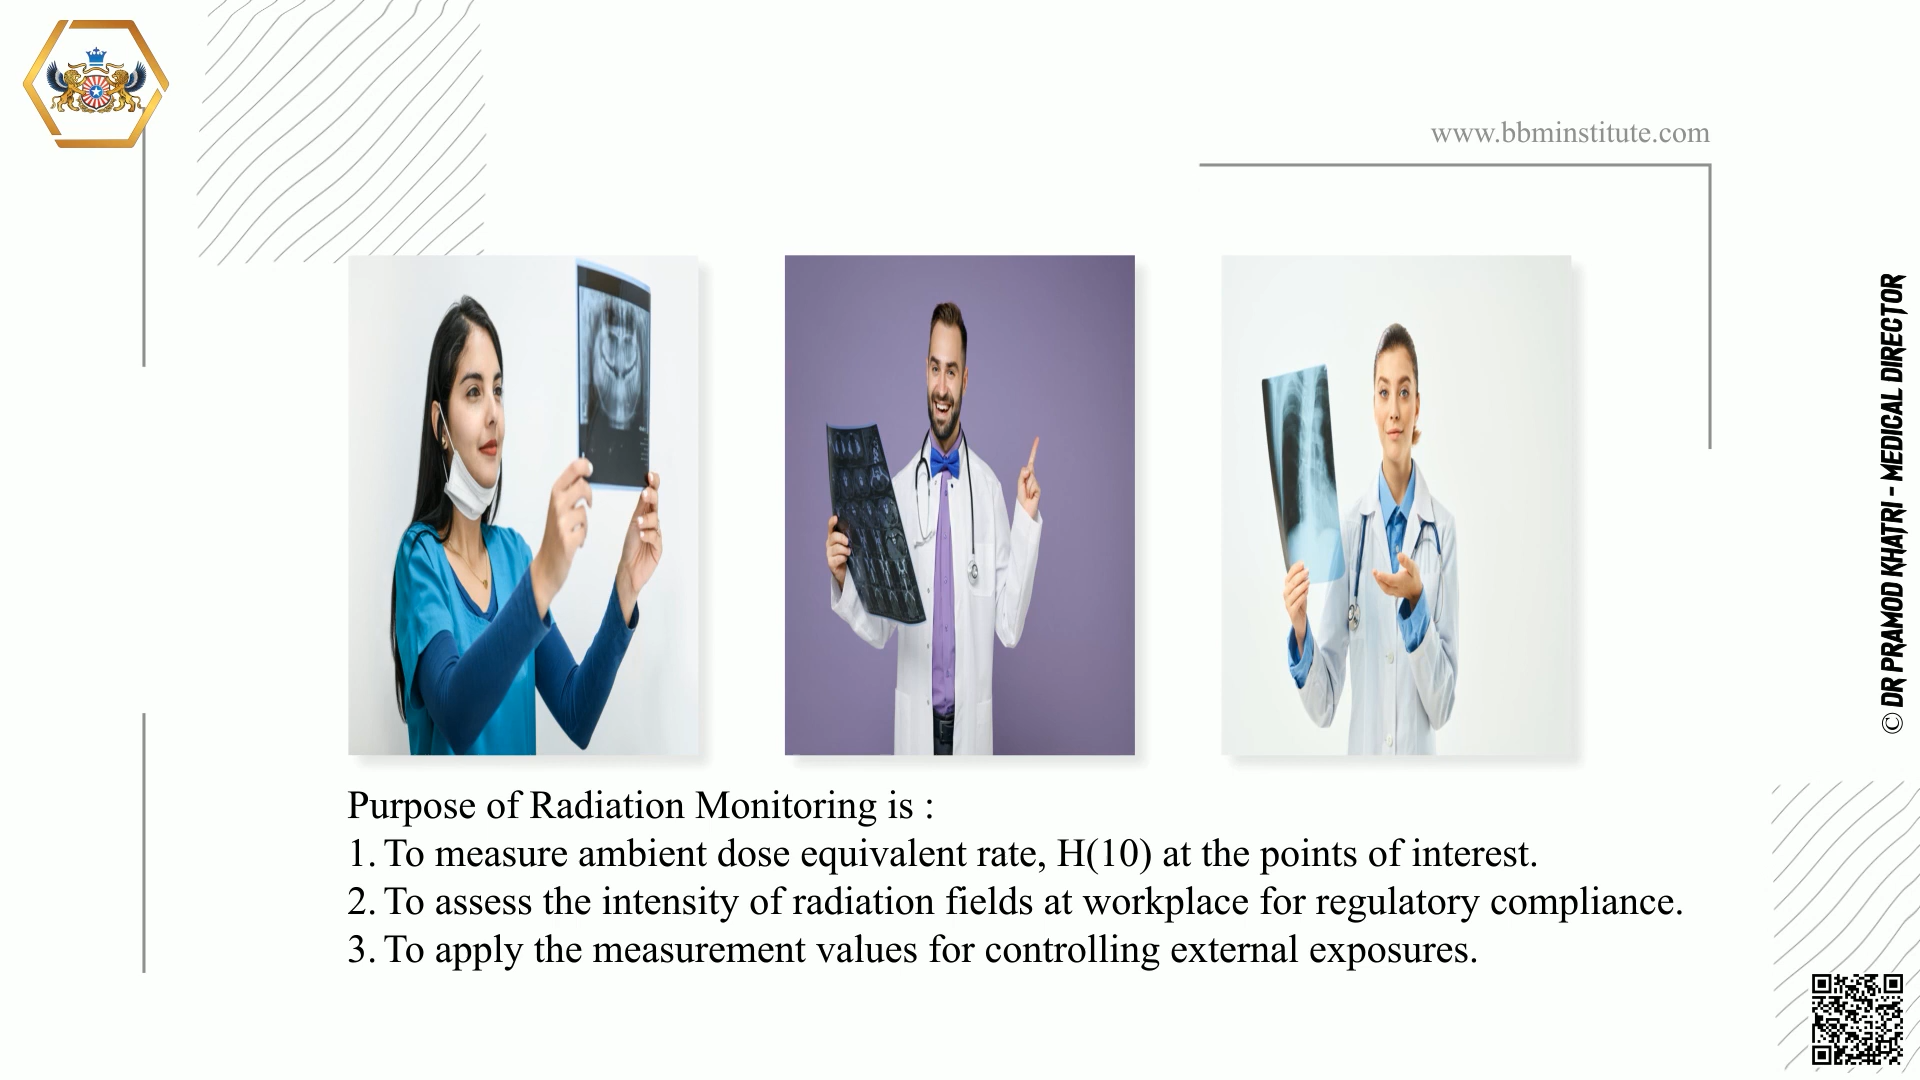 www.bbminstitute.com
© DR PRAMOD KHATRI - MEDICAL DIRECTOR
Purpose of Radiation Monitoring is :
1. To measure ambient dose equivalent rate, H(10) at the points of interest.
2. To assess the intensity of radiation fields at workplace for regulatory compliance.
3. To apply the measurement values for controlling external exposures.